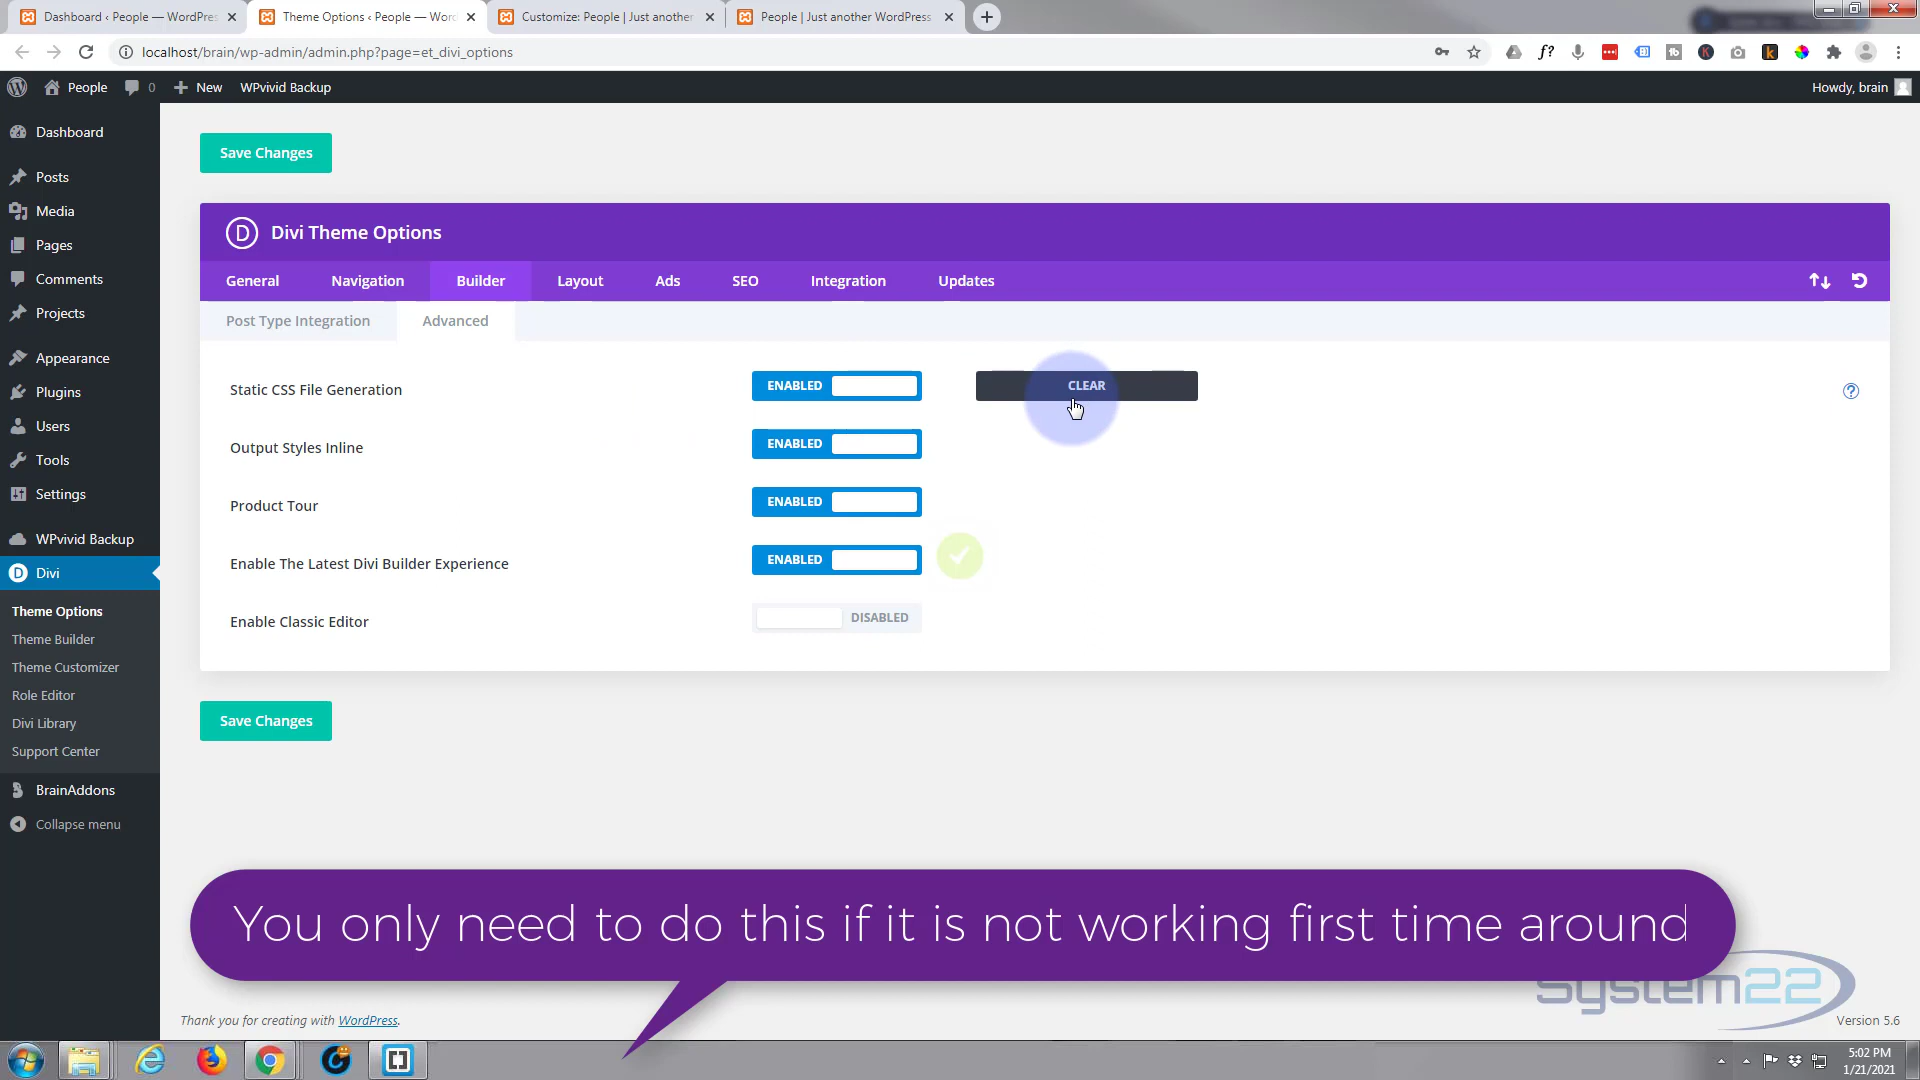 Dashboard ‹ People — WordPres
Theme Options ‹ People — Word
Customize: People | Just another
People | Just another WordPress
localhost/brain/wp-admin/admin.php?page=et_divi_options
People
0
New
WPvivid Backup
Howdy, brain
Dashboard
Posts
Media
Pages
Comments
Projects
Appearance
Plugins
Users
Tools
Settings
WPvivid Backup
Divi
Theme Options
Theme Builder
Theme Customizer
Role Editor
Divi Library
Support Center
BrainAddons
Collapse menu
Save Changes
D Divi Theme Options
General Navigation Builder Layout Ads SEO Integration Updates
Post Type Integration Advanced
Static CSS File Generation ENABLED CLEAR
Output Styles Inline ENABLED
Product Tour ENABLED
Enable The Latest Divi Builder Experience ENABLED
Enable Classic Editor DISABLED
Save Changes
You only need to do this if it is not working first time around
system22
Thank you for creating with WordPress.
Version 5.6
5:02 PM
1/21/2021